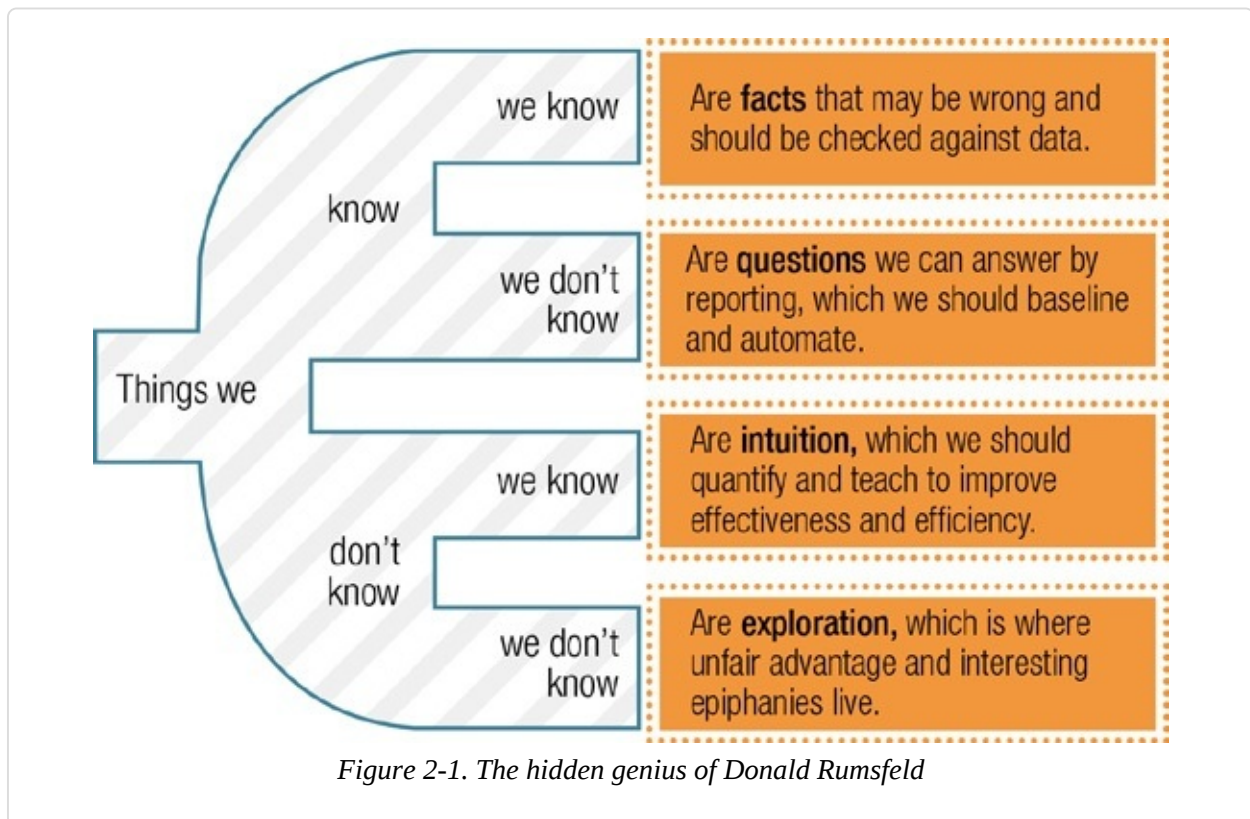 we know
Are facts that may be wrong and
should be checked against data.
know
we don't
know
Are questions we can answer by
reporting, which we should baseline
and automate.
Things we
we know
Are intuition, which we should
quantify and teach to improve
effectiveness and efficiency.
don't
know
we don't
know
Are exploration, which is where
unfair advantage and interesting
epiphanies live.
Figure 2-1. The hidden genius of Donald Rumsfeld